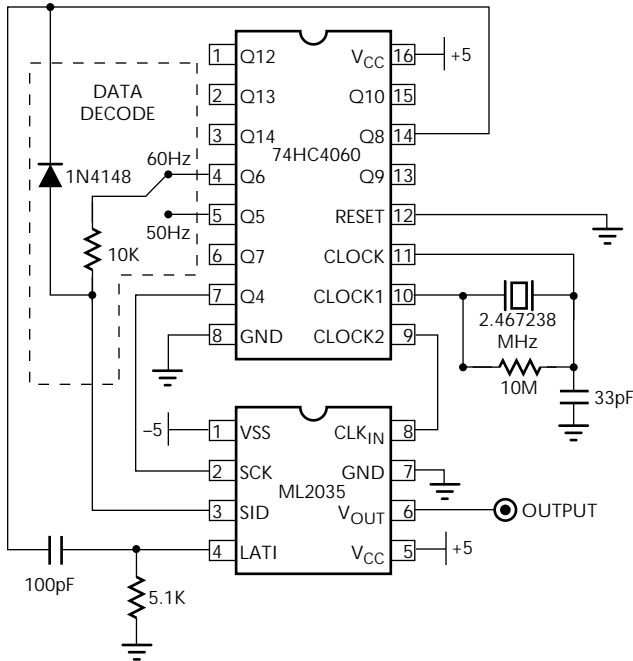 DATA
DECODE
1N4148
60Hz
50Hz
10K
1 Q12
2 Q13
3 Q14
4 Q6
5 Q5
6 Q7
7 Q4
8 GND
74HC4060
VCC 16
Q10 15
Q8 14
Q9 13
RESET 12
CLOCK 11
CLOCK1 10
CLOCK2 9
+5
2.467238
MHz
10M
33pF
–5
1 VSS
2 SCK
3 SID
4 LATI
ML2035
CLKIN 8
GND 7
VOUT 6
VCC 5
OUTPUT
+5
100pF
5.1K